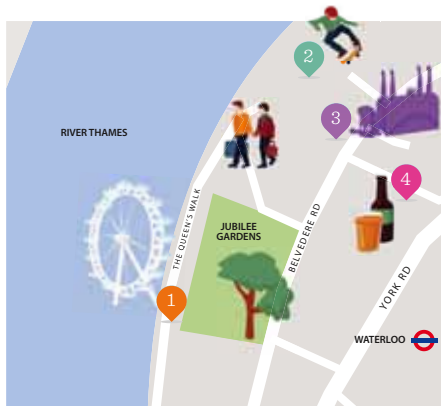 2
3
RIVER THAMES
4
THE QUEEN'S WALK
JUBILEE
GARDENS
BELVEDERE RD
1
YORK RD
WATERLOO